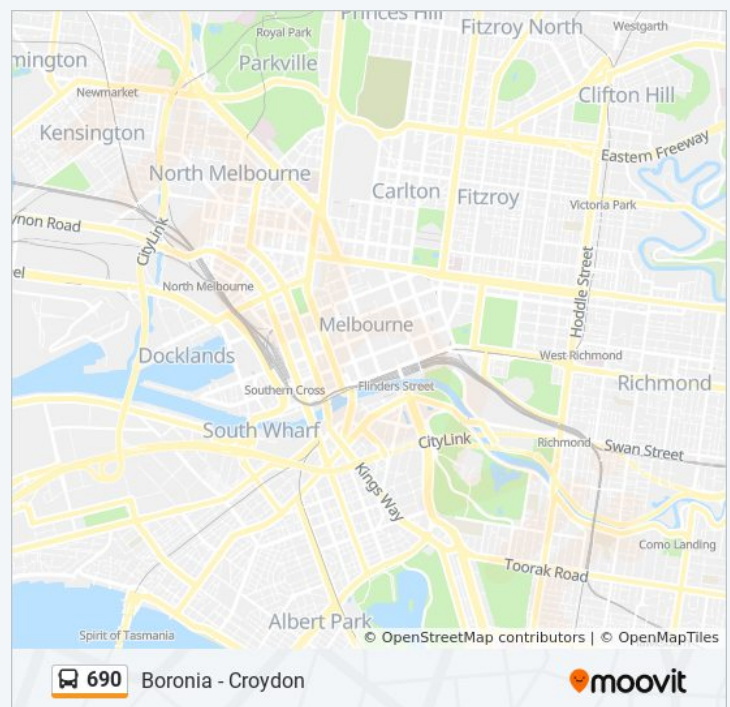 Princes Hill
Fitzroy North
Westgarth
Royal Park
mington
Parkville
Newmarket
Clifton Hill
Kensington
Eastern Freeway
North Melbourne
Carlton
Fitzroy
Victoria Park
ynon Road
CityLink
Hoddle Street
el
North Melbourne
Melbourne
Docklands
West Richmond
Southern Cross
Flinders Street
Richmond
South Wharf
CityLink
Richmond
Swan Street
Kings Way
Como Landing
Toorak Road
Albert Park
Spirit of Tasmania
© OpenStreetMap contributors | © OpenMapTiles
690 Boronia - Croydon
moovit